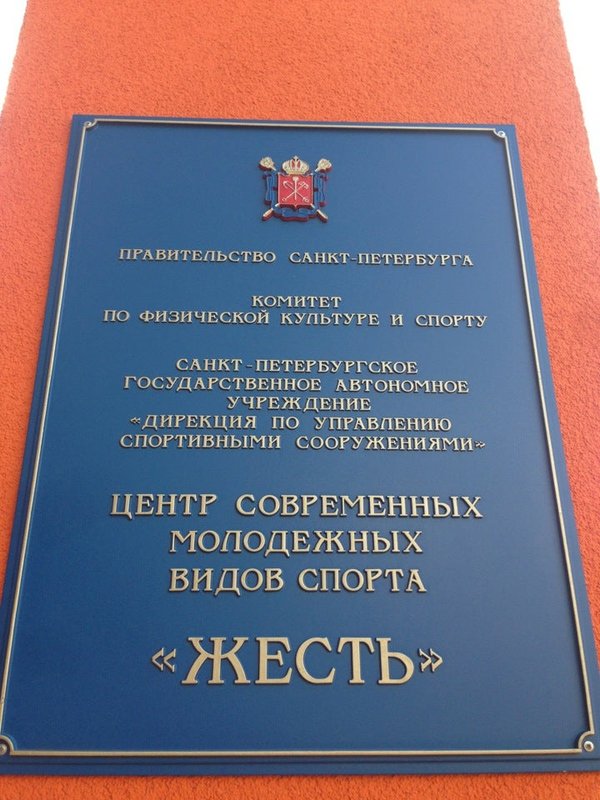 ПРАВИТЕЛЬСТВО САНКТ-ПЕТЕРБУРГА
КОМИТЕТ
ПО ФИЗИЧЕСКОЙ КУЛЬТУРЕ И СПОРТУ
САНКТ-ПЕТЕРБУРГСКОЕ
ГОСУДАРСТВЕННОЕ АВТОНОМНОЕ
УЧРЕЖДЕНИЕ
«ДИРЕКЦИЯ ПО УПРАВЛЕНИЮ
СПОРТИВНЫМИ СООРУЖЕНИЯМИ»
ЦЕНТР СОВРЕМЕННЫХ
МОЛОДЕЖНЫХ
ВИДОВ СПОРТА
«ЖЕСТЬ»